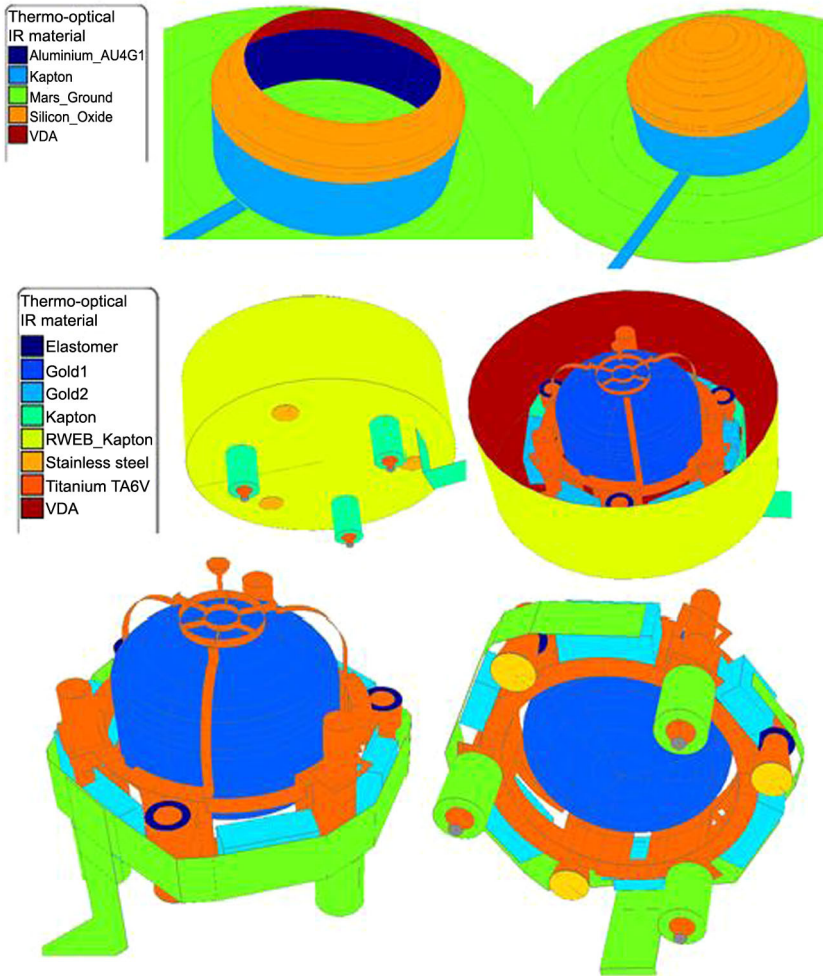 Thermo-optical
IR material
Aluminium_AU4G1
Kapton
Mars_Ground
Silicon_Oxide
VDA
Thermo-optical
IR material
Elastomer
Gold1
Gold2
Kapton
RWEB_Kapton
Stainless steel
Titanium TA6V
VDA